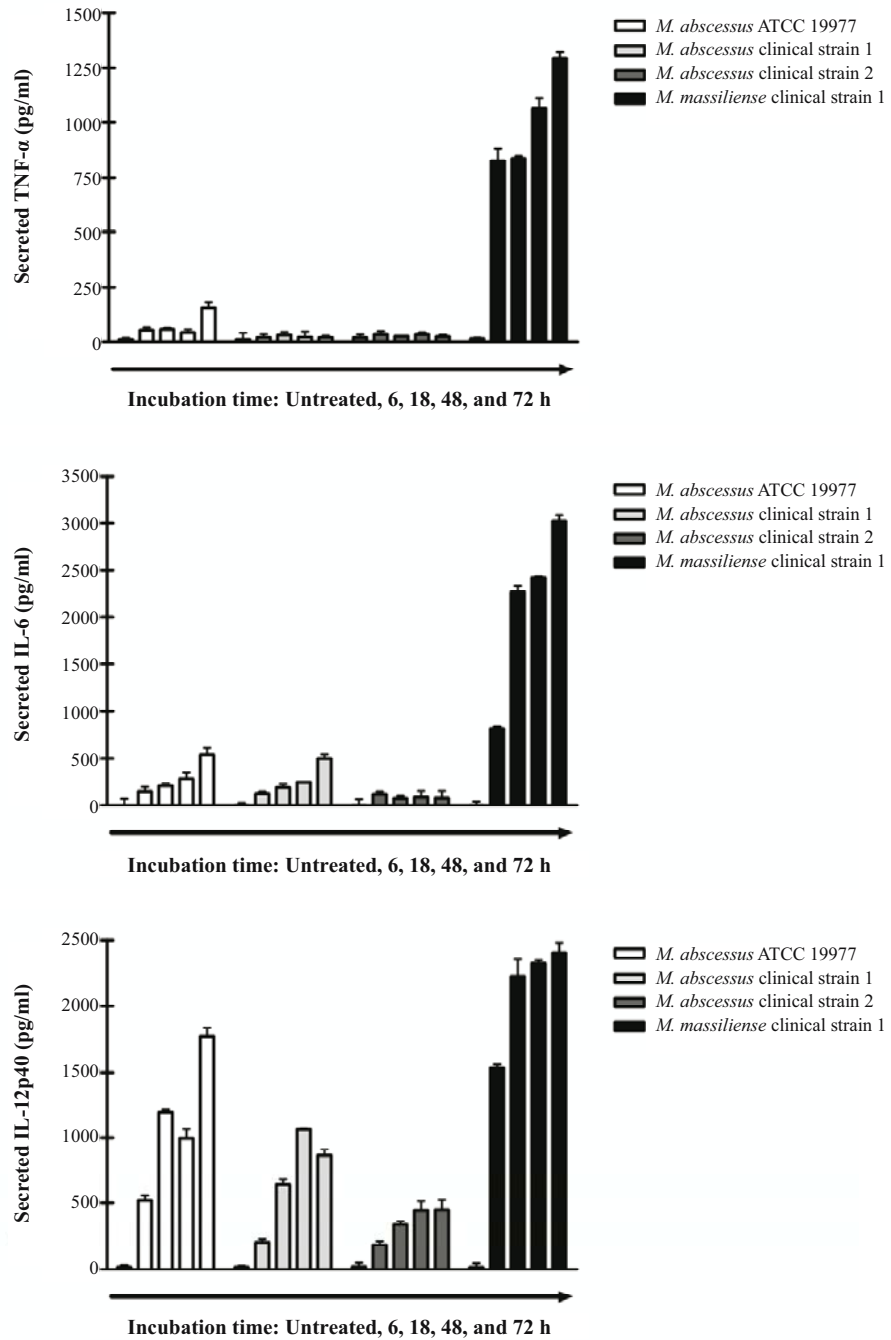 Secreted TNF-α (pg/ml)
1500
1250
1000
750
500
250
0
Incubation time: Untreated, 6, 18, 48, and 72 h
M. abscessus ATCC 19977
M. abscessus clinical strain 1
M. abscessus clinical strain 2
M. massiliense clinical strain 1
Secreted IL-6 (pg/ml)
3500
3000
2500
2000
1500
1000
500
0
Incubation time: Untreated, 6, 18, 48, and 72 h
M. abscessus ATCC 19977
M. abscessus clinical strain 1
M. abscessus clinical strain 2
M. massiliense clinical strain 1
Secreted IL-12p40 (pg/ml)
2500
2000
1500
1000
500
0
Incubation time: Untreated, 6, 18, 48, and 72 h
M. abscessus ATCC 19977
M. abscessus clinical strain 1
M. abscessus clinical strain 2
M. massiliense clinical strain 1